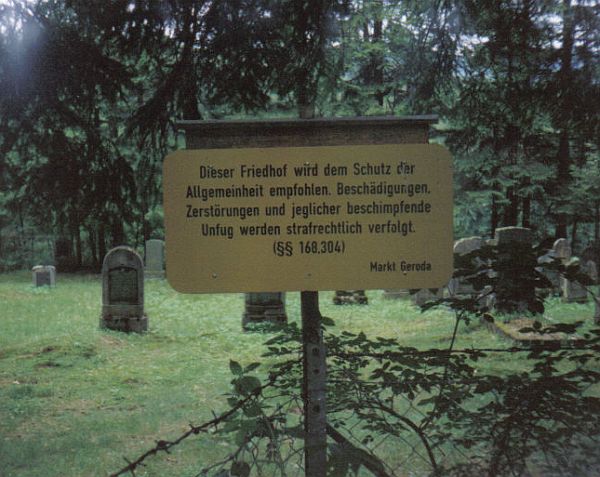 Dieser Friedhof wird dem Schutz der
Allgemeinheit empfohlen. Beschädigungen,
Zerstörungen und jeglicher beschimpfende
Unfug werden strafrechtlich verfolgt.
(§§ 168,304)
Markt Geroda